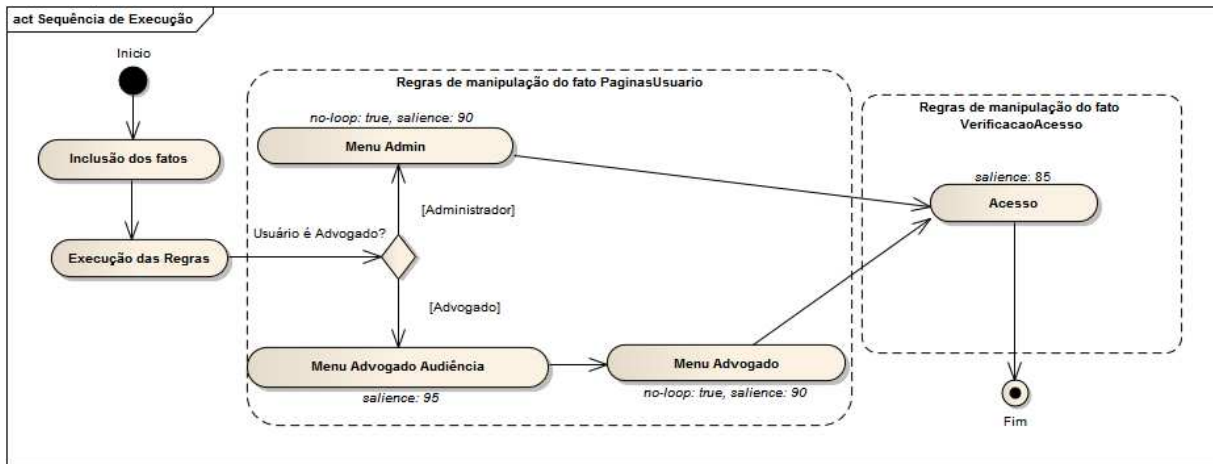 act Sequência de Execução
Inicio
Inclusão dos fatos
Execução das Regras
Usuário é Advogado?
Regras de manipulação do fato PaginasUsuario
no-loop: true, salience: 90
Menu Admin
[Administrador]
[Advogado]
Menu Advogado Audiência
salience: 95
Menu Advogado
no-loop: true, salience: 90
Regras de manipulação do fato
VerificacaoAcesso
salience: 85
Acesso
Fim